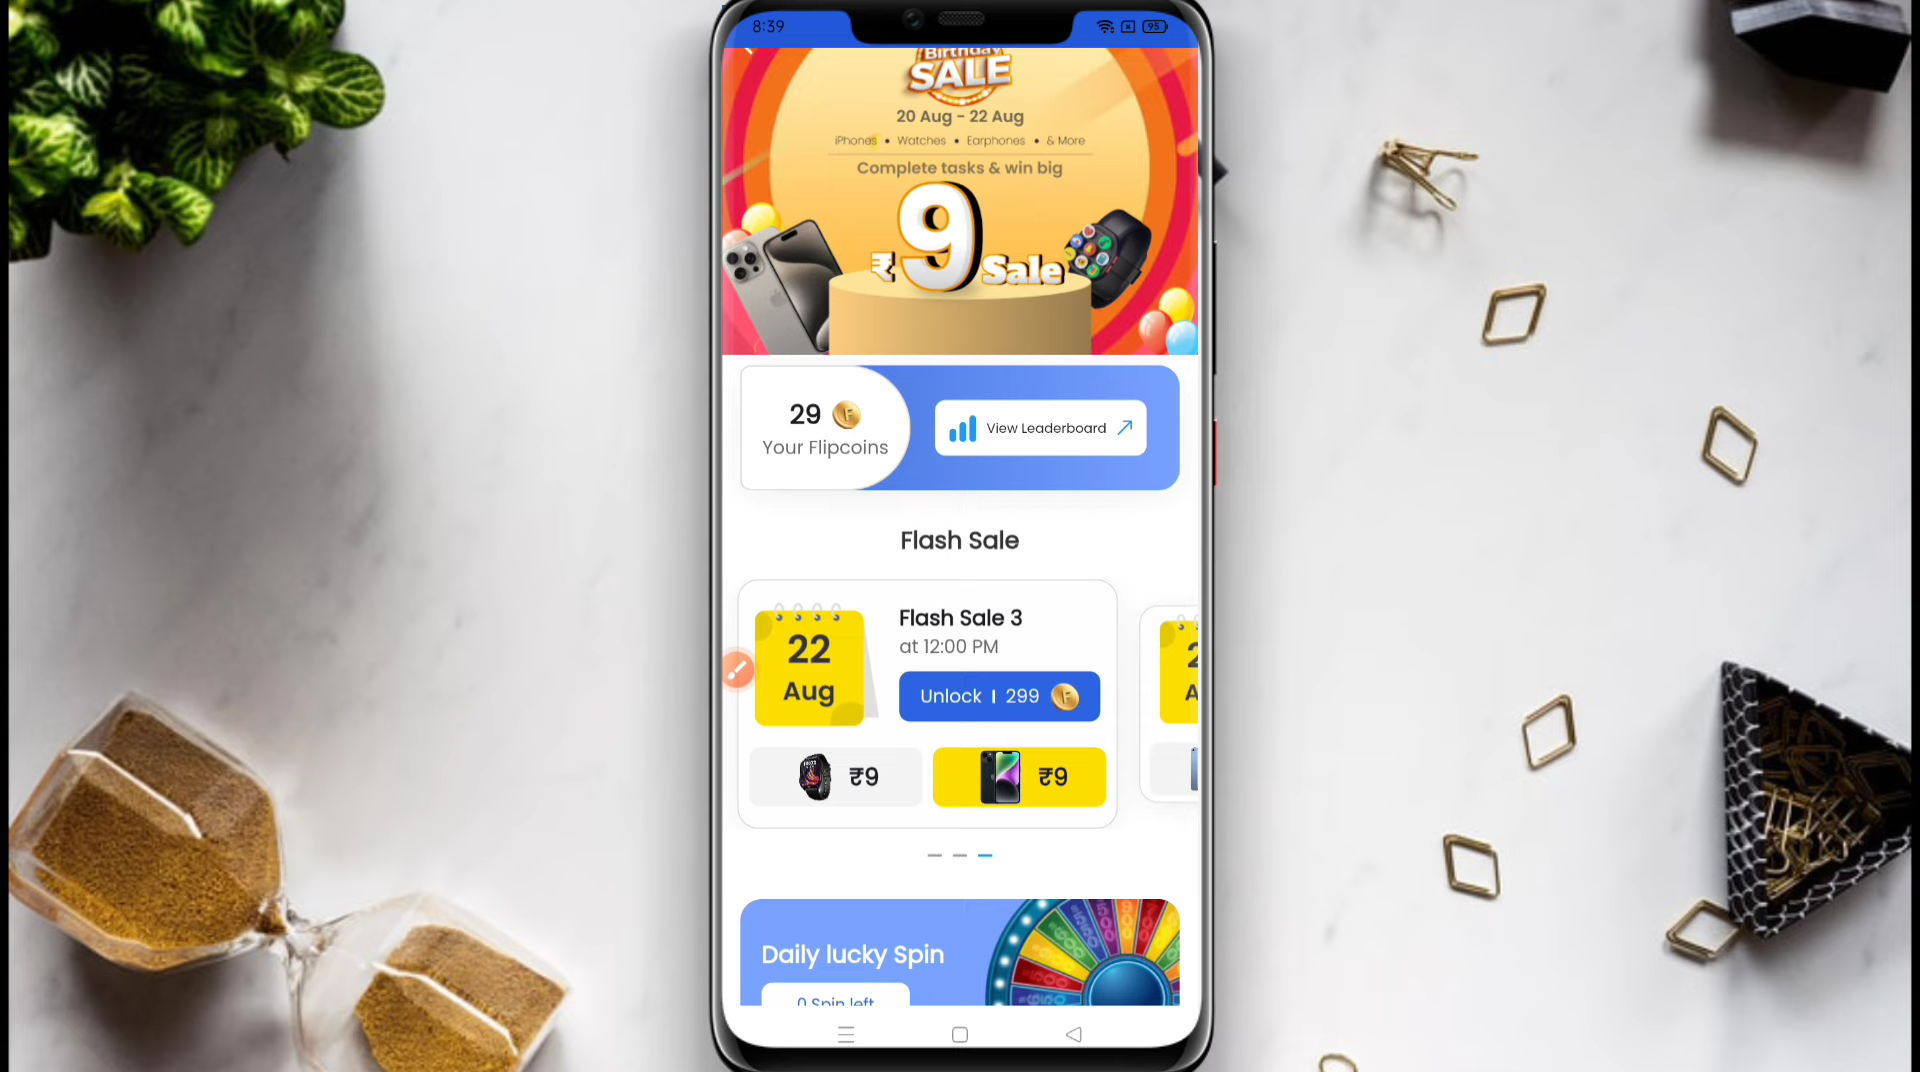 8:39
95
Birthday
SALE
20 Aug - 22 Aug
iPhones • Watches • Earphones • & More
Complete tasks & win big
₹9 Sale
29
Your Flipcoins
View Leaderboard
Flash Sale
22
Aug
Flash Sale 3
at 12:00 PM
Unlock I 299
₹9
₹9
Daily lucky Spin
0 Spin left